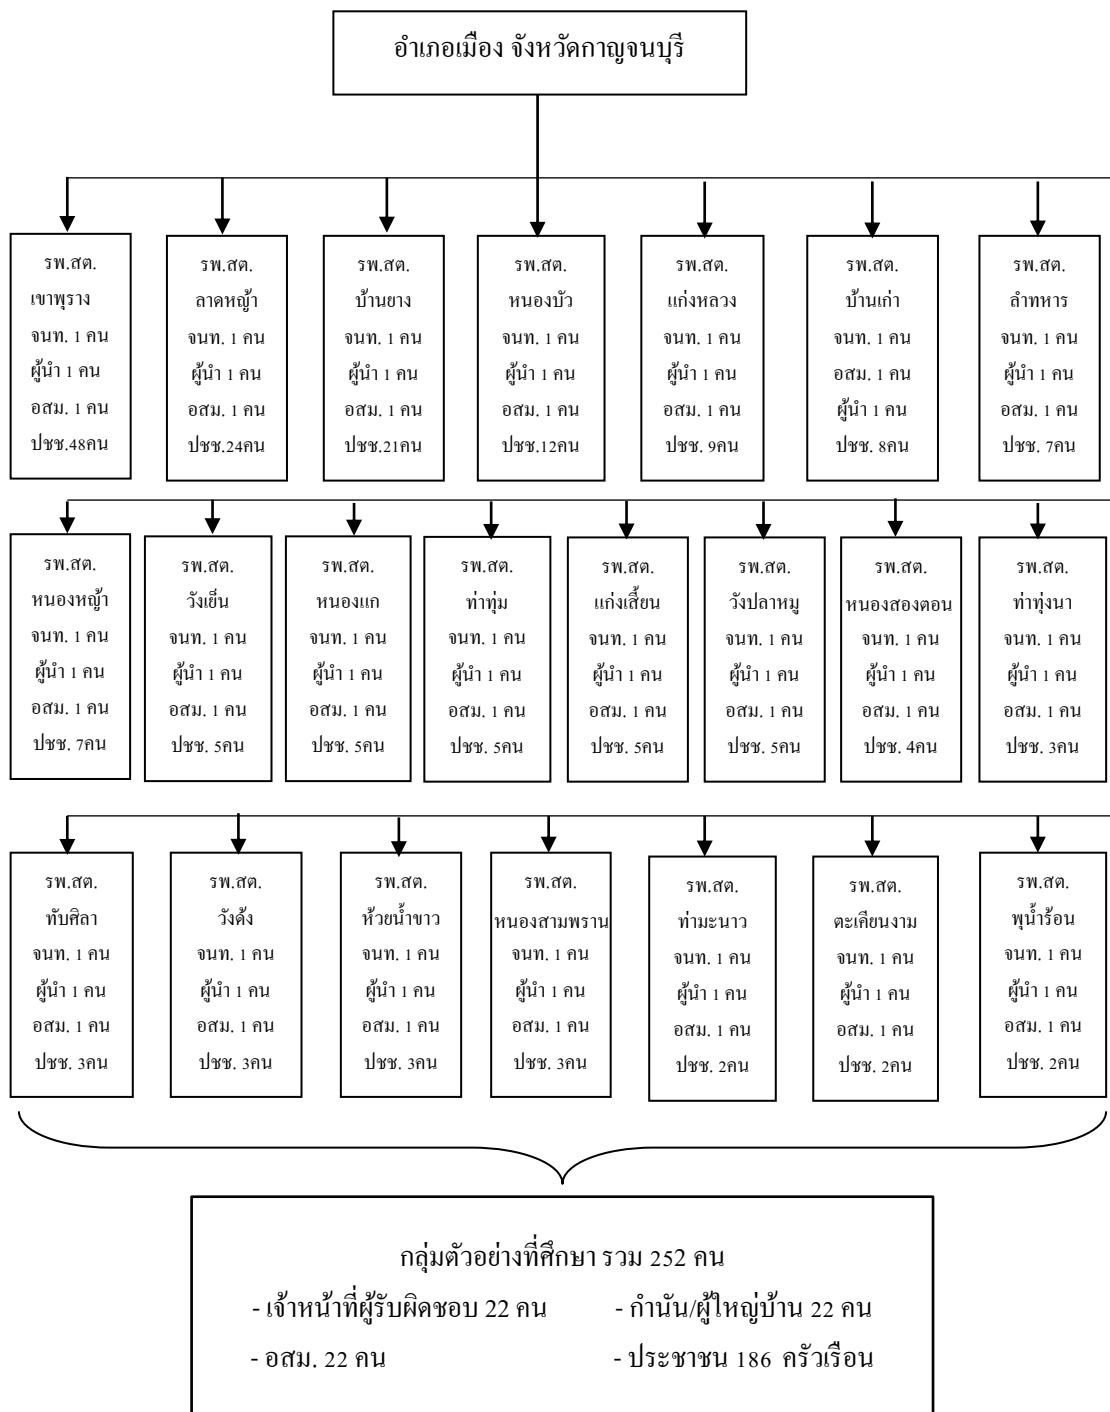 อำเภอเมือง จังหวัดกาญจนบุรี
รพ.สต.
เขาพุราง
จนท. 1 คน
ผู้นำ 1 คน
อสม. 1 คน
ปชช.48คน
รพ.สต.
ลาดหญ้า
จนท. 1 คน
ผู้นำ 1 คน
อสม. 1 คน
ปชช.24คน
รพ.สต.
บ้านยาง
จนท. 1 คน
ผู้นำ 1 คน
อสม. 1 คน
ปชช.21คน
รพ.สต.
หนองบัว
จนท. 1 คน
ผู้นำ 1 คน
อสม. 1 คน
ปชช.12คน
รพ.สต.
แก่งหลวง
จนท. 1 คน
ผู้นำ 1 คน
อสม. 1 คน
ปชช. 9คน
รพ.สต.
บ้านเก่า
จนท. 1 คน
อสม. 1 คน
ผู้นำ 1 คน
ปชช. 8คน
รพ.สต.
ลำทหาร
จนท. 1 คน
ผู้นำ 1 คน
อสม. 1 คน
ปชช. 7คน
รพ.สต.
หนองหญ้า
จนท. 1 คน
ผู้นำ 1 คน
อสม. 1 คน
ปชช. 7คน
รพ.สต.
วังเย็น
จนท. 1 คน
ผู้นำ 1 คน
อสม. 1 คน
ปชช. 5คน
รพ.สต.
หนองแก
จนท. 1 คน
ผู้นำ 1 คน
อสม. 1 คน
ปชช. 5คน
รพ.สต.
ท่าทุ่ม
จนท. 1 คน
ผู้นำ 1 คน
อสม. 1 คน
ปชช. 5คน
รพ.สต.
แก่งเสี้ยน
จนท. 1 คน
ผู้นำ 1 คน
อสม. 1 คน
ปชช. 5คน
รพ.สต.
วังปลาหมู
จนท. 1 คน
ผู้นำ 1 คน
อสม. 1 คน
ปชช. 5คน
รพ.สต.
หนองสองตอน
จนท. 1 คน
ผู้นำ 1 คน
อสม. 1 คน
ปชช. 4คน
รพ.สต.
ท่าทุ่งนา
จนท. 1 คน
ผู้นำ 1 คน
อสม. 1 คน
ปชช. 3คน
รพ.สต.
ทับศิลา
จนท. 1 คน
ผู้นำ 1 คน
อสม. 1 คน
ปชช. 3คน
รพ.สต.
วังด้ง
จนท. 1 คน
ผู้นำ 1 คน
อสม. 1 คน
ปชช. 3คน
รพ.สต.
ห้วยน้ำขาว
จนท. 1 คน
ผู้นำ 1 คน
อสม. 1 คน
ปชช. 3คน
รพ.สต.
หนองสามพราน
จนท. 1 คน
ผู้นำ 1 คน
อสม. 1 คน
ปชช. 3คน
รพ.สต.
ท่ามะนาว
จนท. 1 คน
ผู้นำ 1 คน
อสม. 1 คน
ปชช. 2คน
รพ.สต.
ตะเคียนงาม
จนท. 1 คน
ผู้นำ 1 คน
อสม. 1 คน
ปชช. 2คน
รพ.สต.
พุน้ำร้อน
จนท. 1 คน
ผู้นำ 1 คน
อสม. 1 คน
ปชช. 2คน
กลุ่มตัวอย่างที่ศึกษา รวม 252 คน
- เจ้าหน้าที่ผู้รับผิดชอบ 22 คน - กำนัน/ผู้ใหญ่บ้าน 22 คน
- อสม. 22 คน - ประชาชน 186 ครัวเรือน